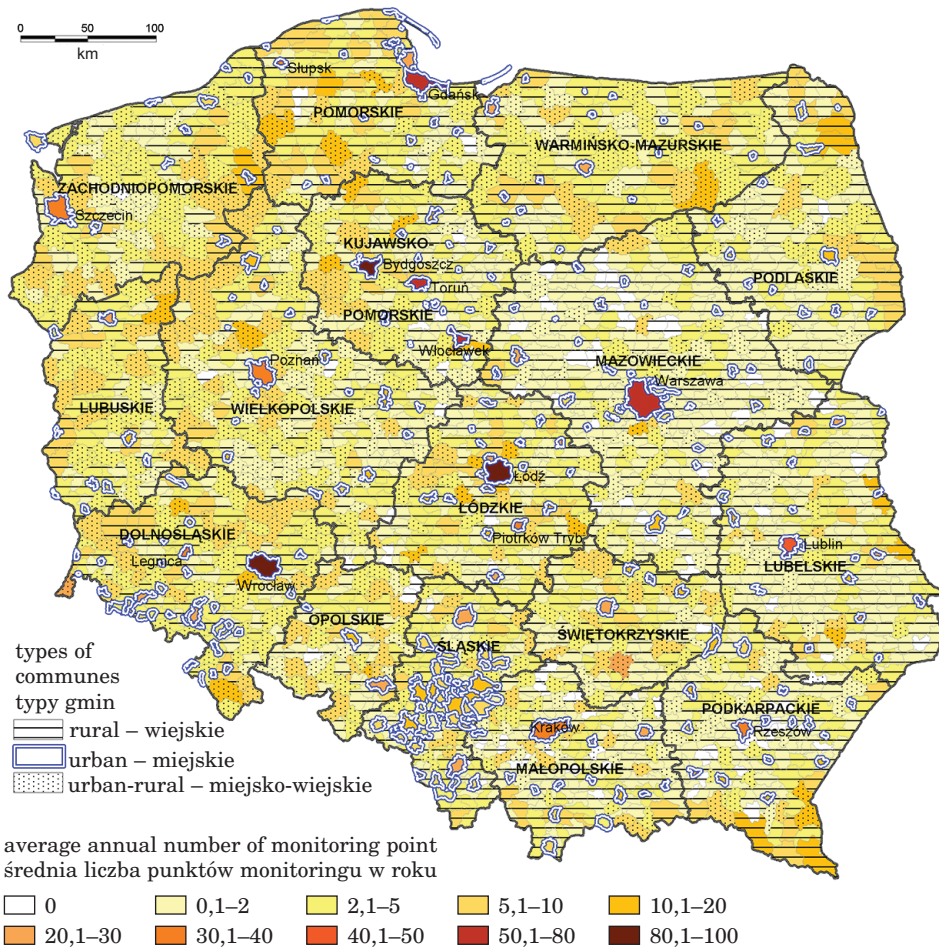 0 50 100
km
Słupsk
Gdańsk
POMORSKIE
WARMIŃSKO-MAZURSKIE
ZACHODNIOPOMORSKIE
Szczecin
KUJAWSKO-
Bydgoszcz
PODLASKIE
Toruń
POMORSKIE
Włocławek
Poznań
MAZOWIECKIE
Warszawa
LUBUSKIE
WIELKOPOLSKIE
Łódź
ŁÓDZKIE
DOLNOŚLĄSKIE
Piotrków Tryb.
Lublin
Legnica
LUBELSKIE
Wrocław
OPOLSKIE
ŚWIĘTOKRZYSKIE
ŚLĄSKIE
types of
communes
typy gmin
rural – wiejskie
urban – miejskie
urban-rural – miejsko-wiejskie
PODKARPACKIE
Kraków
Rzeszów
MAŁOPOLSKIE
average annual number of monitoring point
średnia liczba punktów monitoringu w roku
0 0,1–2 2,1–5 5,1–10 10,1–20
20,1–30 30,1–40 40,1–50 50,1–80 80,1–100